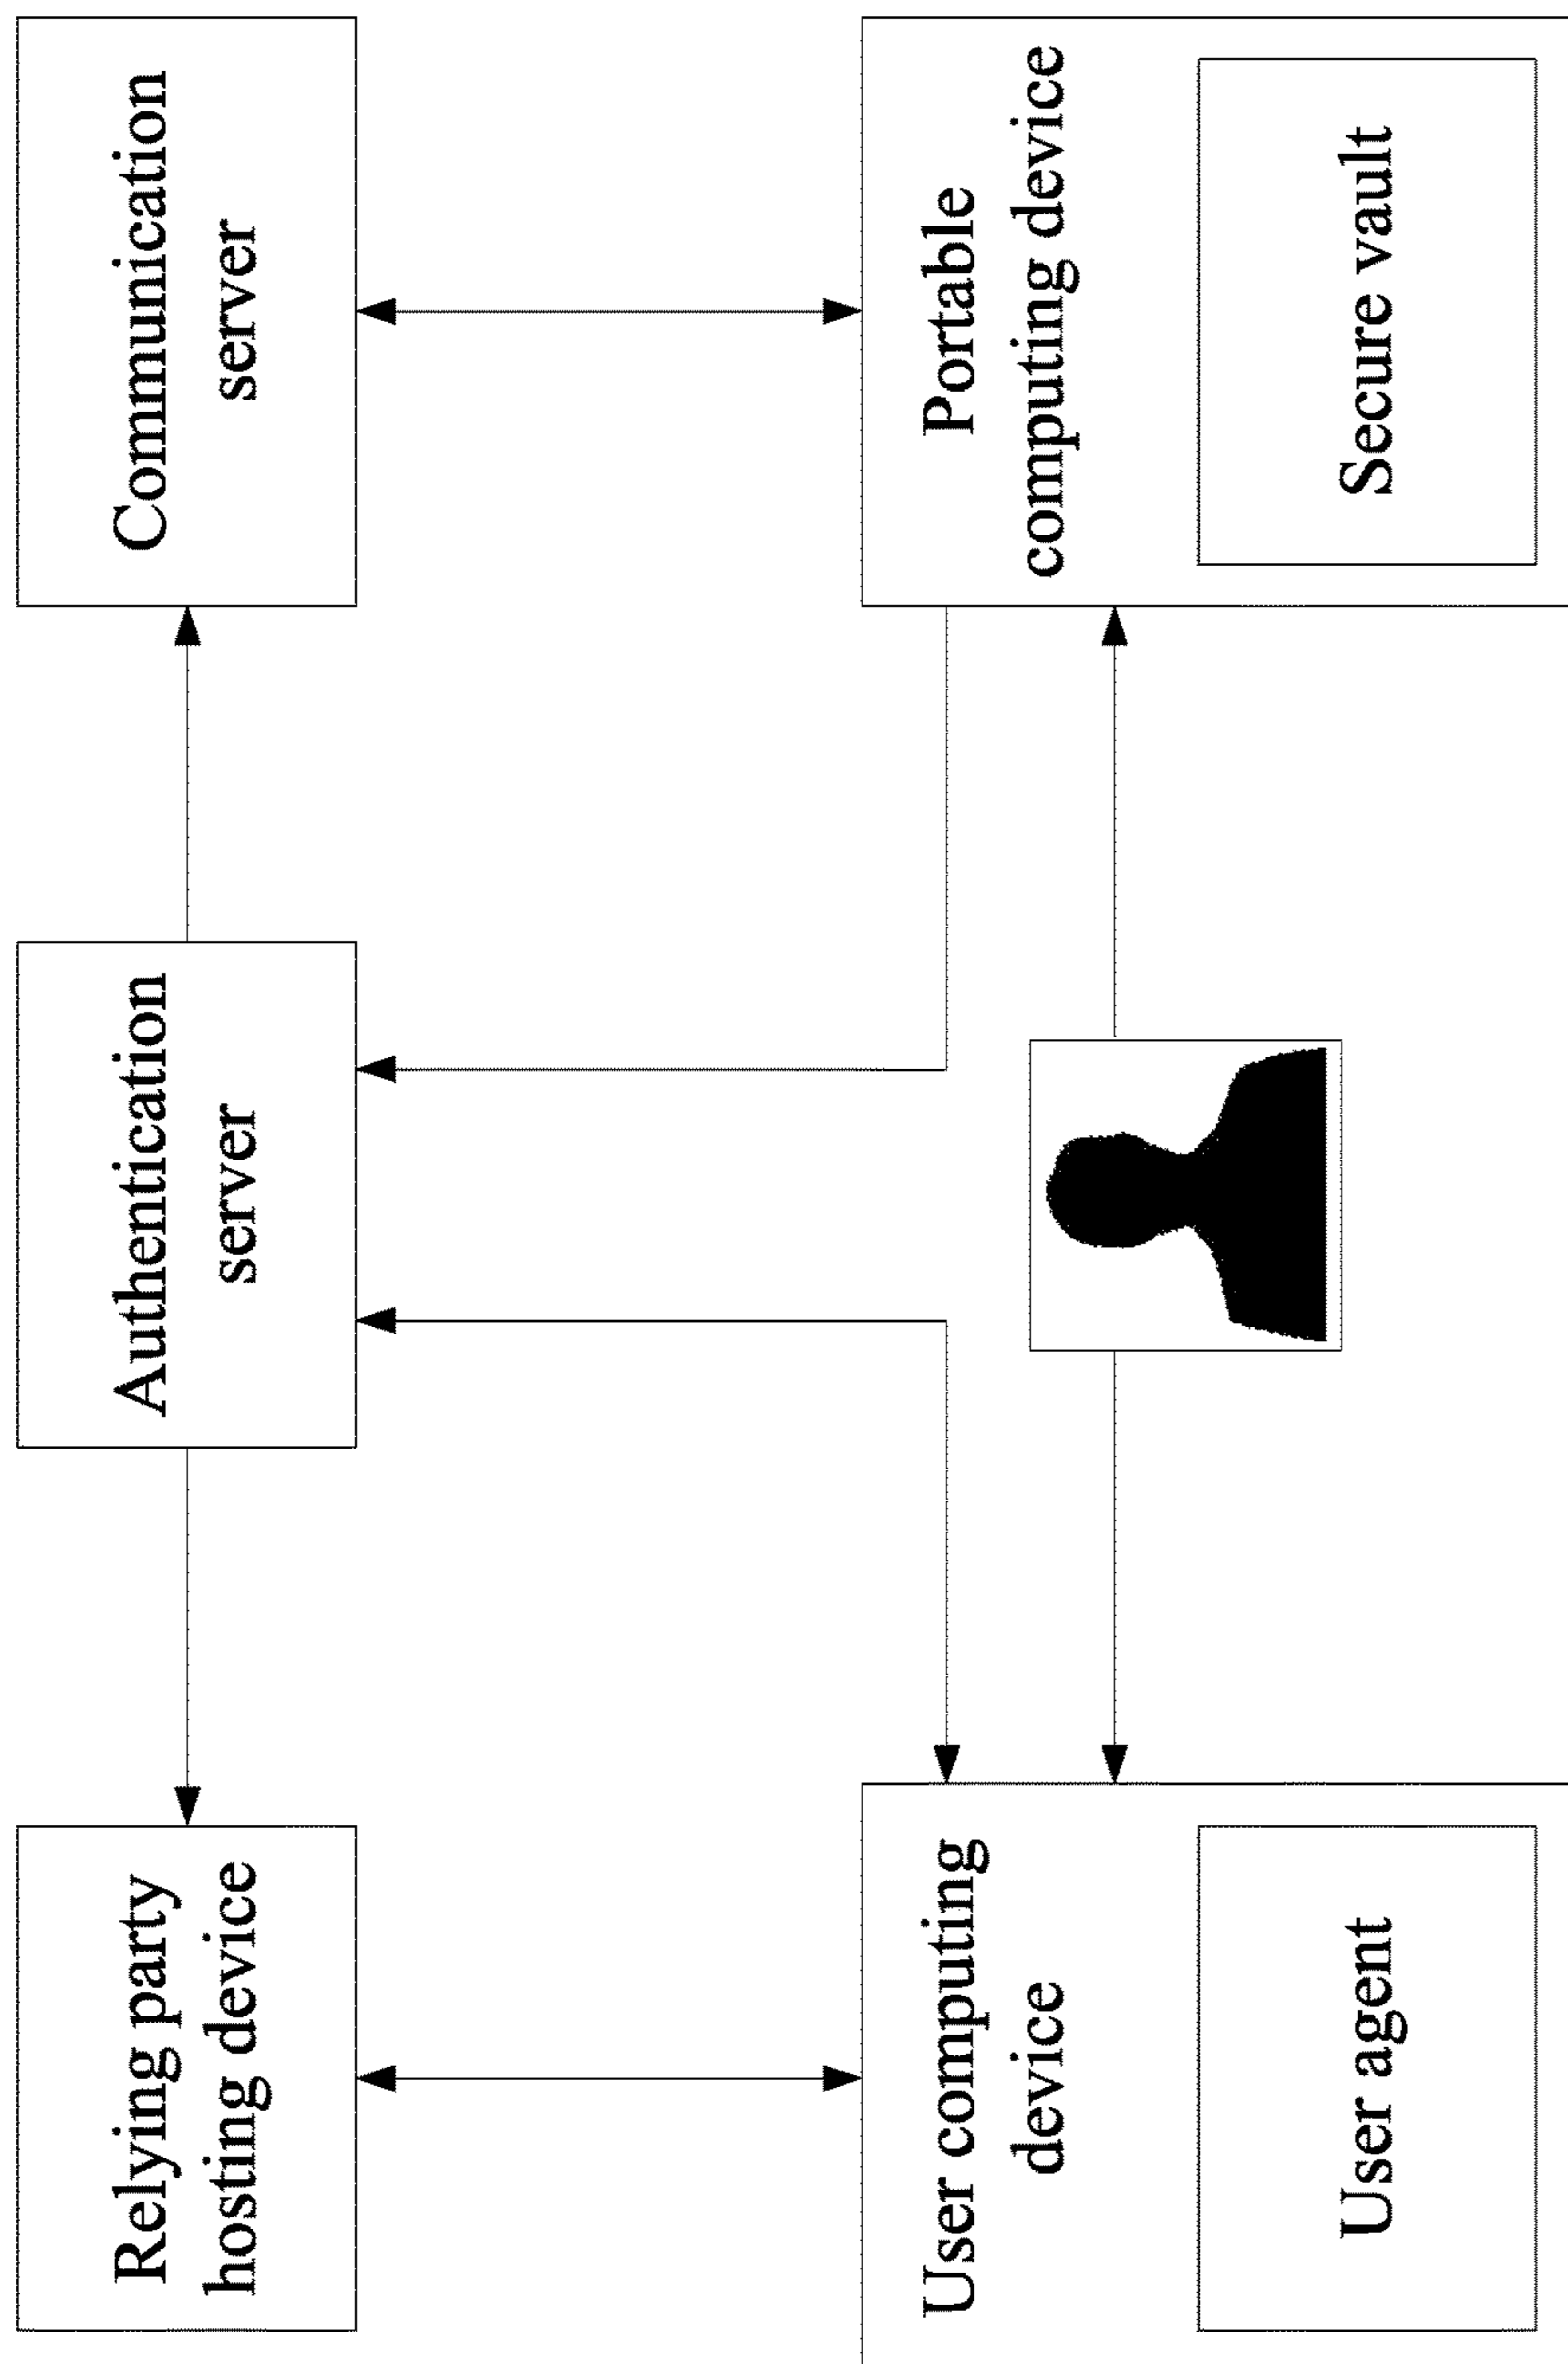 Relying party
hosting device
Authentication
server
Communication
server
User computing
device
User agent
Portable
computing device
Secure vault